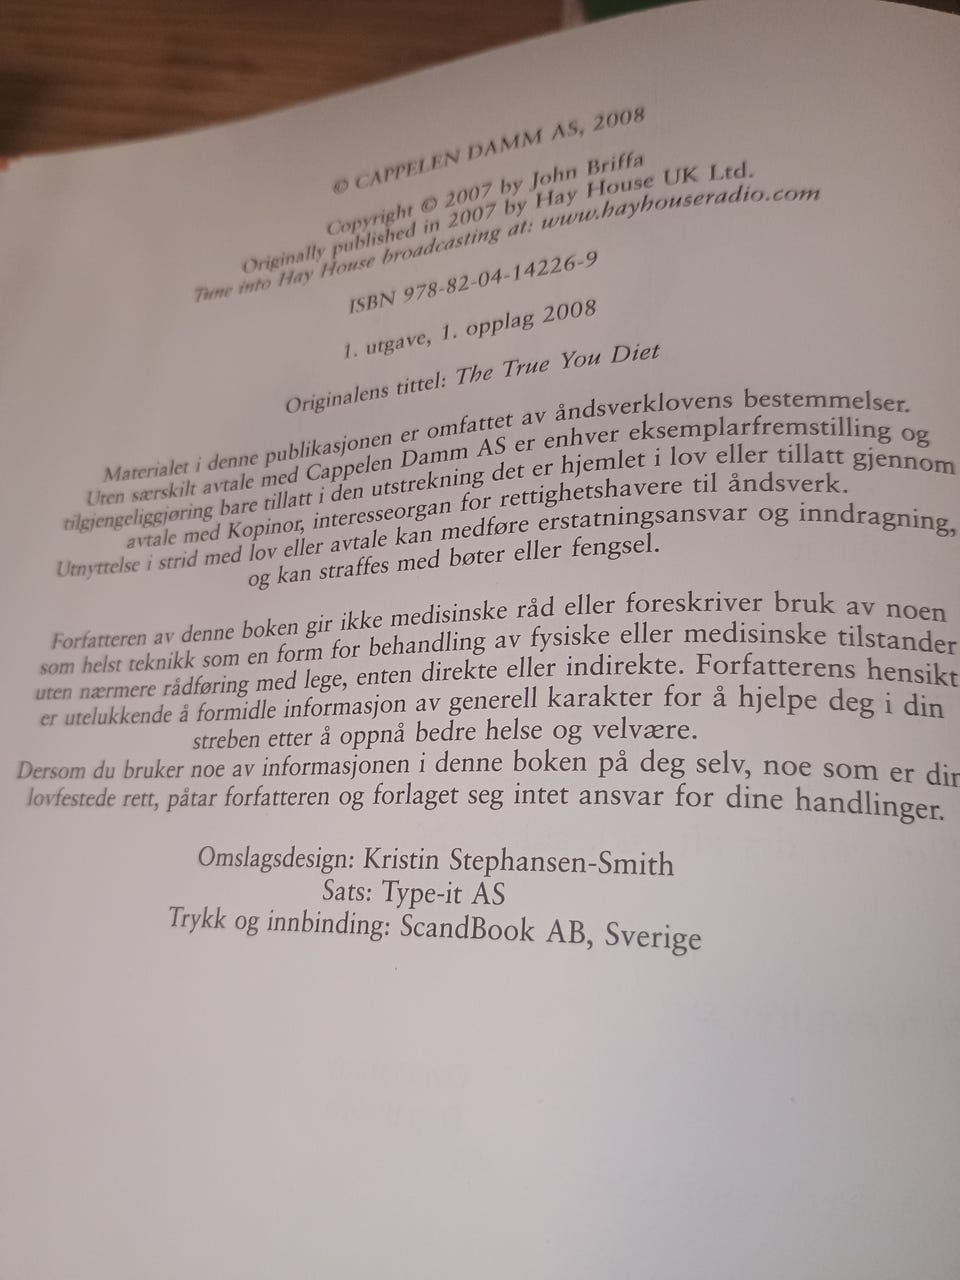 © CAPPELEN DAMM AS, 2008
Copyright © 2007 by John Briffa
Originally published in 2007 by Hay House UK Ltd.
Tune into Hay House broadcasting at: www.hayhouseradio.com
ISBN 978-82-04-14226-9
1. utgave, 1. opplag 2008
Originalens tittel: The True You Diet
Materialet i denne publikasjonen er omfattet av åndsverklovens bestemmelser.
Uten særskilt avtale med Cappelen Damm AS er enhver eksemplarfremstilling og
tilgjengeliggjøring bare tillatt i den utstrekning det er hjemlet i lov eller tillatt gjennom
avtale med Kopinor, interesseorgan for rettighetshavere til åndsverk.
Utnyttelse i strid med lov eller avtale kan medføre erstatningsansvar og inndragning,
og kan straffes med bøter eller fengsel.
Forfatteren av denne boken gir ikke medisinske råd eller foreskriver bruk av noen
som helst teknikk som en form for behandling av fysiske eller medisinske tilstander
uten nærmere rådføring med lege, enten direkte eller indirekte. Forfatterens hensikt
er utelukkende å formidle informasjon av generell karakter for å hjelpe deg i din
streben etter å oppnå bedre helse og velvære.
Dersom du bruker noe av informasjonen i denne boken på deg selv, noe som er din
lovfestede rett, påtar forfatteren og forlaget seg intet ansvar for dine handlinger.
Omslagsdesign: Kristin Stephansen-Smith
Sats: Type-it AS
Trykk og innbinding: ScandBook AB, Sverige